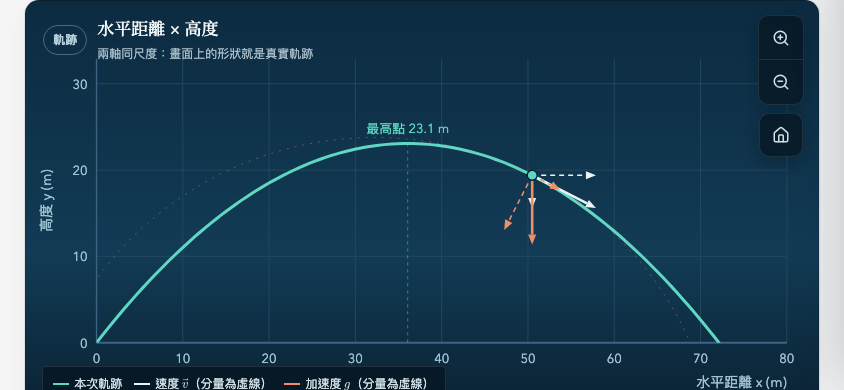 軌跡
水平距離 × 高度
兩軸同尺度：畫面上的形狀就是真實軌跡
30
20
10
0
高度 y (m)
最高點 23.1 m
0 10 20 30 40 50 60 70 80
水平距離 x (m)
本次軌跡 速度 v⃗（分量為虛線） 加速度 g（分量為虛線）